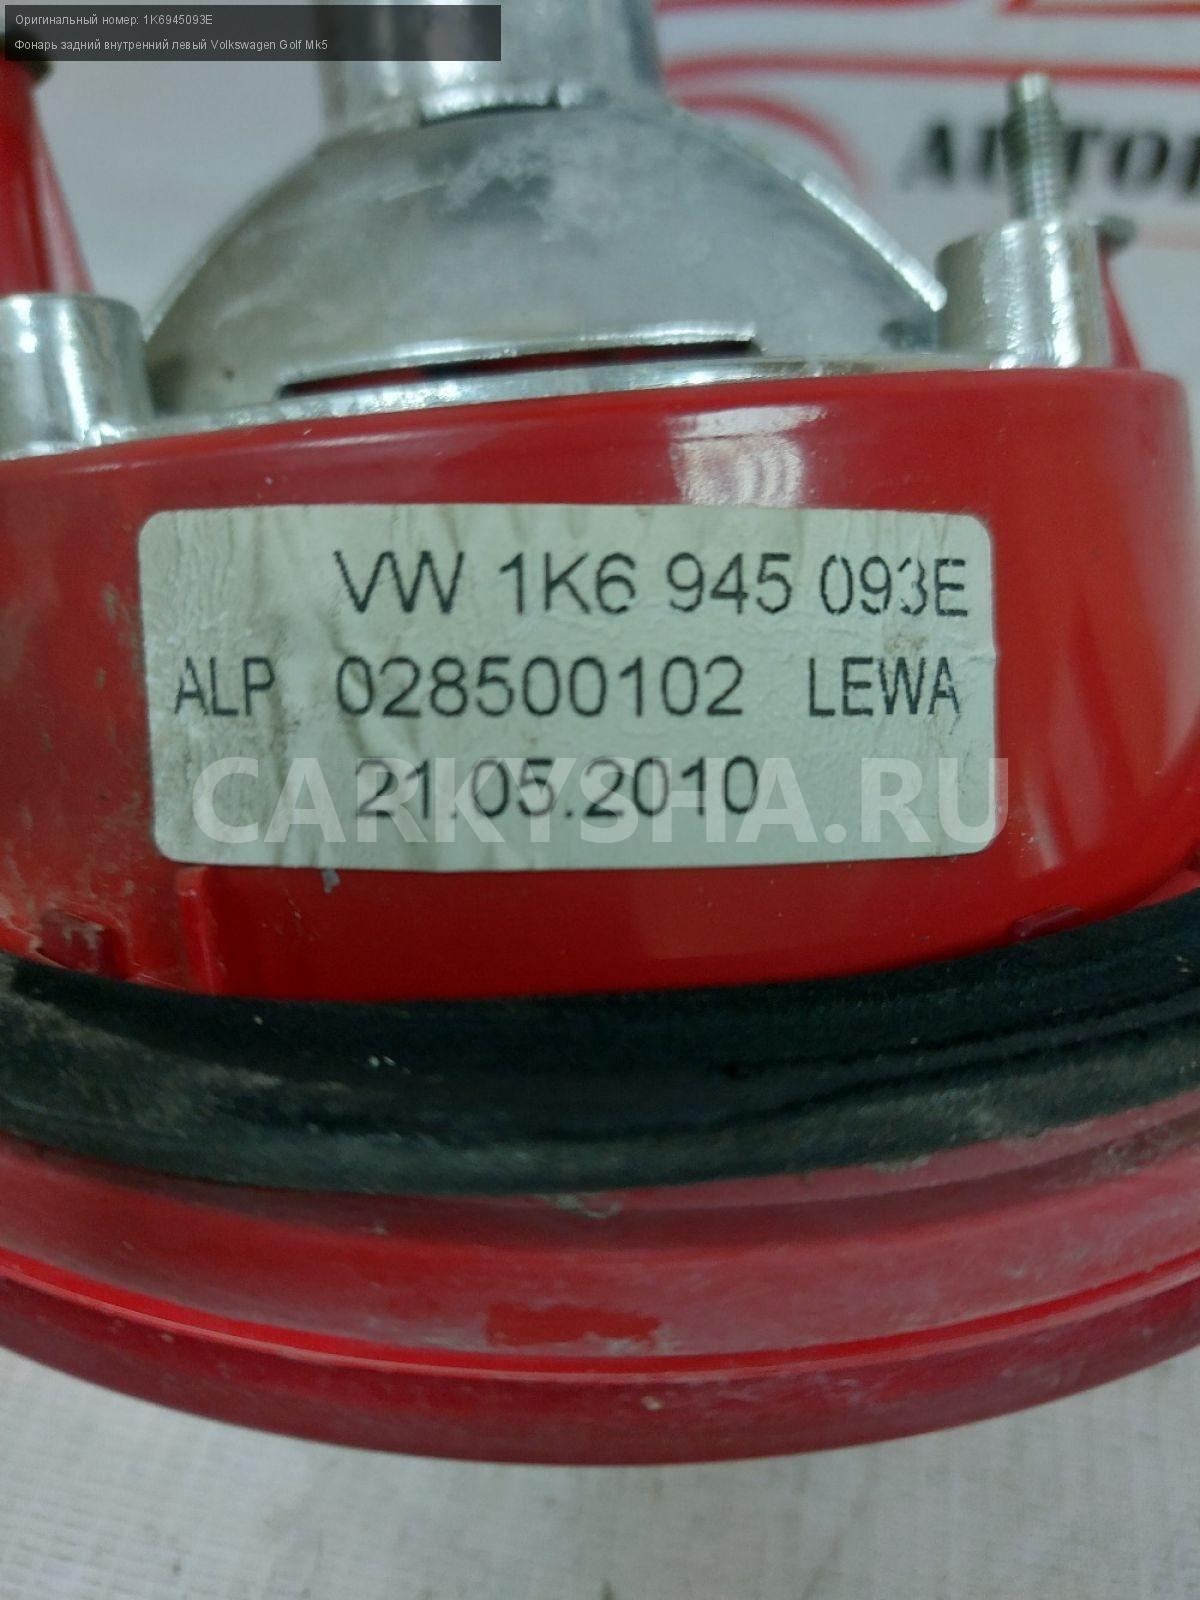 Оригинальный номер: 1K6945093E
Фонарь задний внутренний левый Volkswagen Golf Mk5
VW 1K6 945 093E
ALP 028500102 LEWA
21.05.2010
CARKYSHA.RU